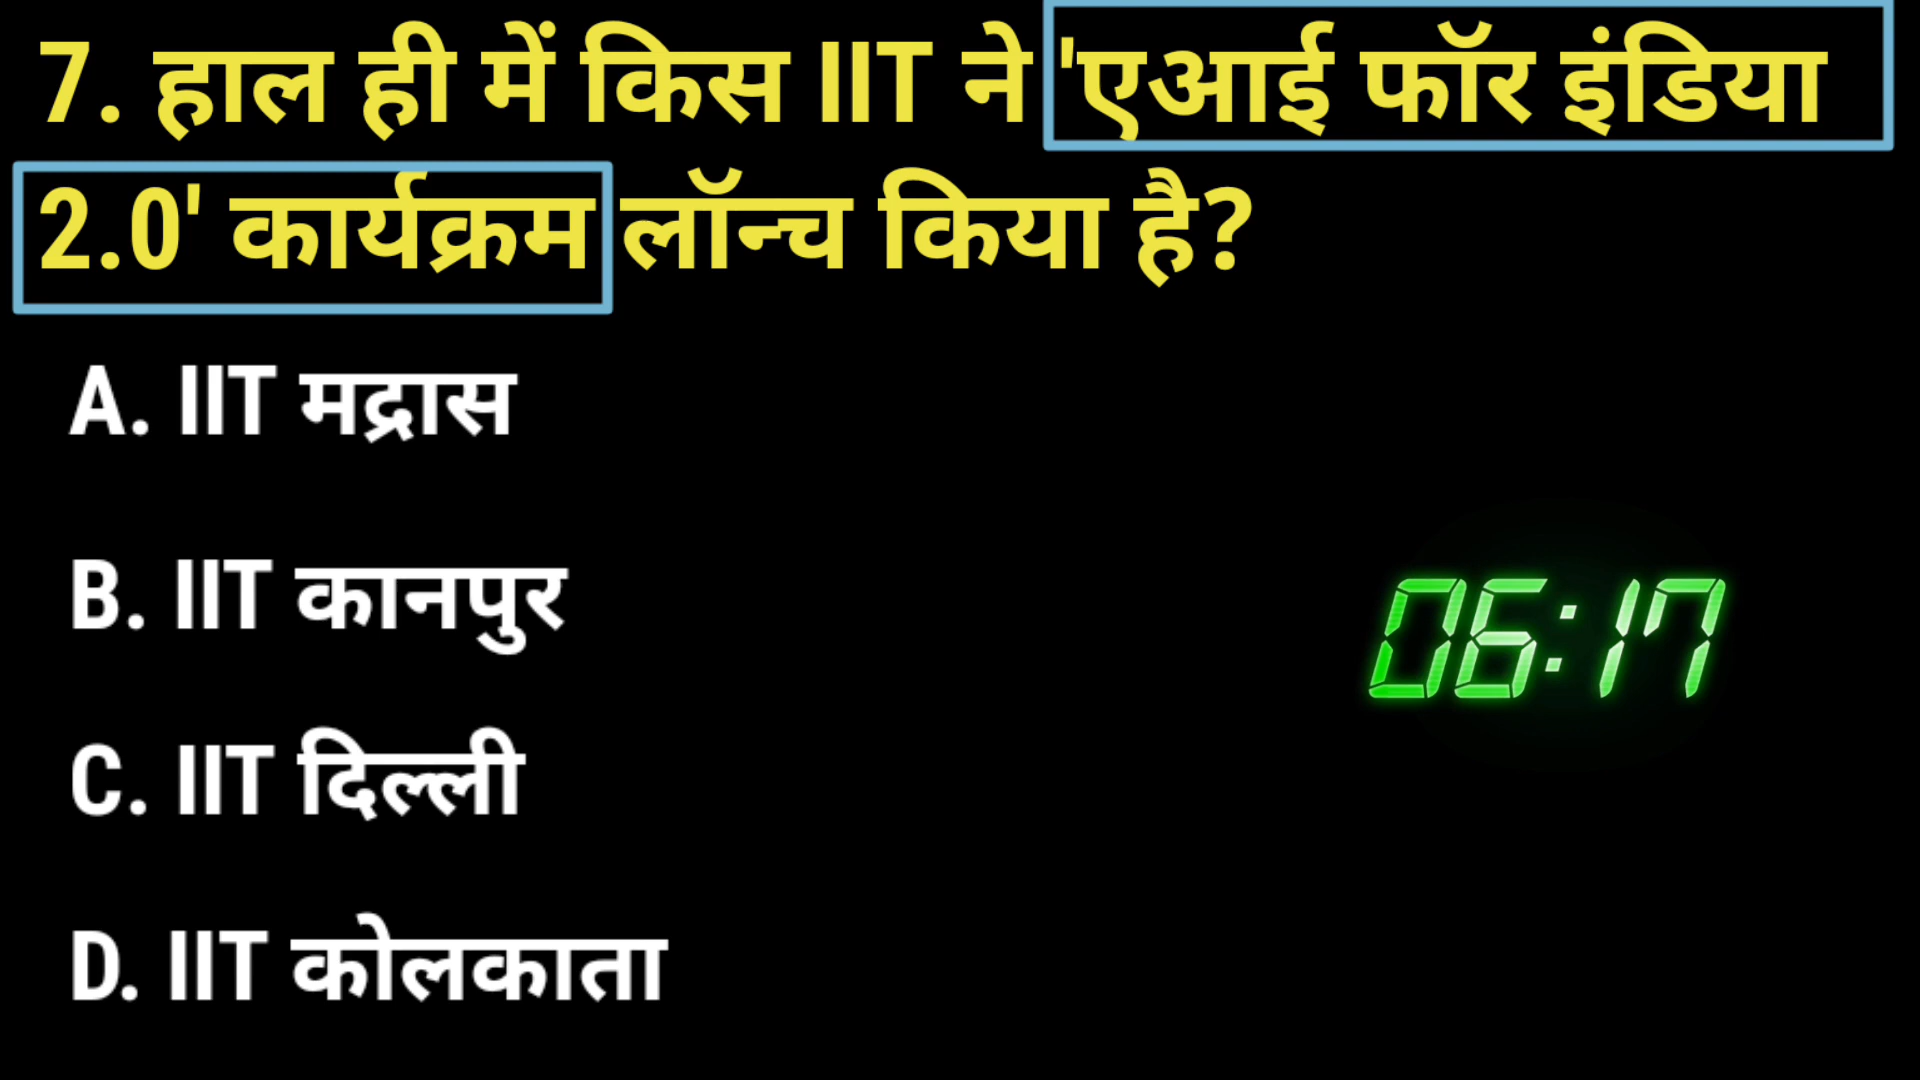 7. हाल ही में किस IIT ने 'एआई फॉर इंडिया
2.0' कार्यक्रम लॉन्च किया है?
A. IIT मद्रास
B. IIT कानपुर
06:17
C. IIT दिल्ली
D. IIT कोलकाता